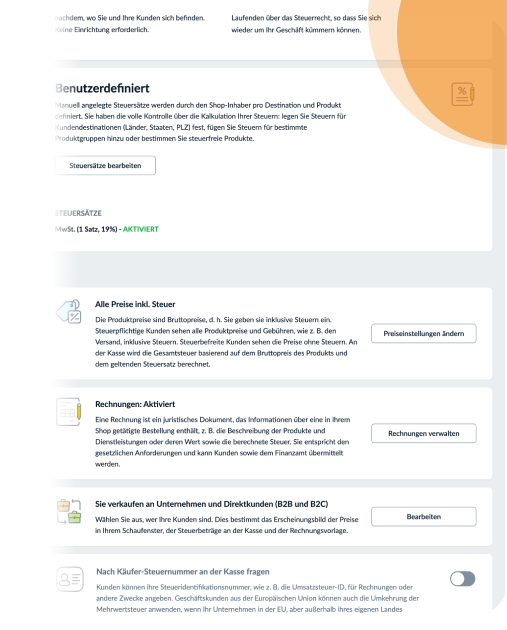 nachdem, wo Sie und Ihre Kunden sich befinden.
Keine Einrichtung erforderlich.
Laufenden über das Steuerrecht, so dass Sie sich
wieder um Ihr Geschäft kümmern können.
Benutzerdefiniert
Manuell angelegte Steuersätze werden durch den Shop-Inhaber pro Destination und Produkt
definiert. Sie haben die volle Kontrolle über die Kalkulation Ihrer Steuern: legen Sie Steuern für
Kundendestinationen (Länder, Staaten, PLZ) fest, fügen Sie Steuern für bestimmte
Produktgruppen hinzu oder bestimmen Sie steuerfreie Produkte.
Steuersätze bearbeiten
STEUERSÄTZE
MwSt. (1 Satz, 19%) - AKTIVIERT
Alle Preise inkl. Steuer
Die Produktpreise sind Bruttopreise, d. h. Sie geben sie inklusive Steuern ein.
Steuerpflichtige Kunden sehen alle Produktpreise und Gebühren, wie z. B. den
Versand, inklusive Steuern. Steuerbefreite Kunden sehen die Preise ohne Steuern. An
der Kasse wird die Gesamtsteuer basierend auf dem Bruttopreis des Produkts und
dem geltenden Steuersatz berechnet.
Preiseinstellungen ändern
Rechnungen: Aktiviert
Eine Rechnung ist ein juristisches Dokument, das Informationen über eine in Ihrem
Shop getätigte Bestellung enthält, z. B. die Beschreibung der Produkte und
Dienstleistungen oder deren Wert sowie die berechnete Steuer. Sie entspricht den
gesetzlichen Anforderungen und kann Kunden sowie dem Finanzamt übermittelt
werden.
Rechnungen verwalten
Sie verkaufen an Unternehmen und Direktkunden (B2B und B2C)
Wählen Sie aus, wer Ihre Kunden sind. Dies bestimmt das Erscheinungsbild der Preise
in Ihrem Schaufenster, der Steuerbeträge an der Kasse und der Rechnungsvorlage.
Bearbeiten
Nach Käufer-Steuernummer an der Kasse fragen
Kunden können ihre Steueridentifikationsnummer, wie z. B. die Umsatzsteuer-ID, für Rechnungen oder
andere Zwecke angeben. Geschäftskunden aus der Europäischen Union können auch die Umkehrung der
Mehrwertsteuer anwenden, wenn Ihr Unternehmen in der EU, aber außerhalb ihres eigenen Landes